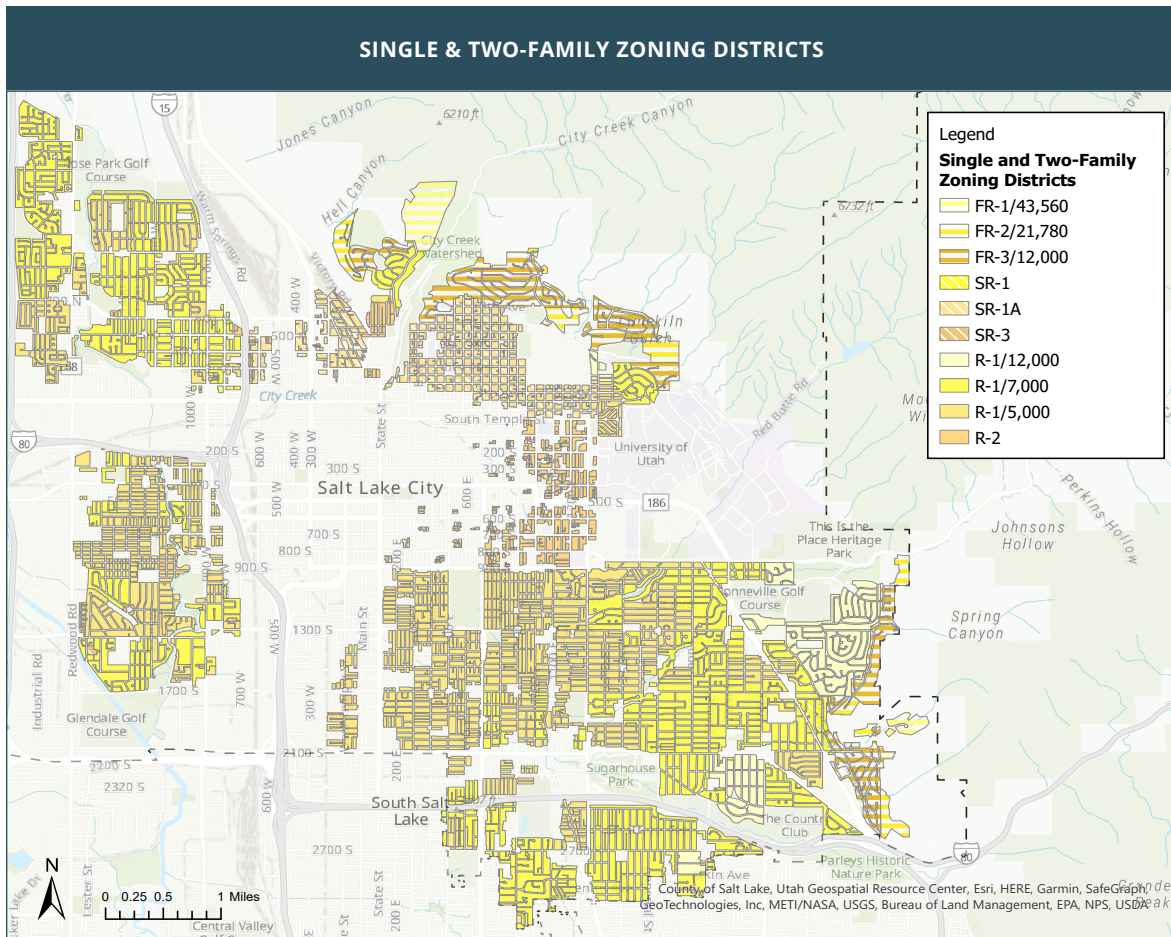 SINGLE & TWO-FAMILY ZONING DISTRICTS
Legend
Single and Two-Family
Zoning Districts
FR-1/43,560
FR-2/21,780
FR-3/12,000
SR-1
SR-1A
SR-3
R-1/12,000
R-1/7,000
R-1/5,000
R-2
15
Jones Canyon
6210 ft
City Creek Canyon
Hell Canyon
Golf
Course
Warm Springs Rd
Victory Rd
City Creek
Watershed
6732 ft
400 W
500 W
1000 W
City Creek
State St
South Temple St
University of
Utah
Red Butte Rd
80
200 S
600 W
400 W
300 W
300 S
500 W
Salt Lake City
600 E
500 S
186
700 S
800 S
900 S
200 E
This Is the
Place Heritage
Park
Johnsons
Hollow
Perkins Hollow
Golf
Course
Spring
Canyon
Redwood Rd
Industrial Rd
1300 S
500 W
Main St
300 W
700 W
1700 S
Glendale Golf
Course
2100 S
2200 S
2320 S
200 E
600 W
Sugarhouse
Park
South Salt
Lake
2700 S
The Country
Club
80
Parleys Historic
Nature Park
State St
200 E
Lester St
Central Valley
N
0 0.25 0.5 1 Miles
County of Salt Lake, Utah Geospatial Resource Center, Esri, HERE, Garmin, SafeGraph,
GeoTechnologies, Inc, METI/NASA, USGS, Bureau of Land Management, EPA, NPS, USDA